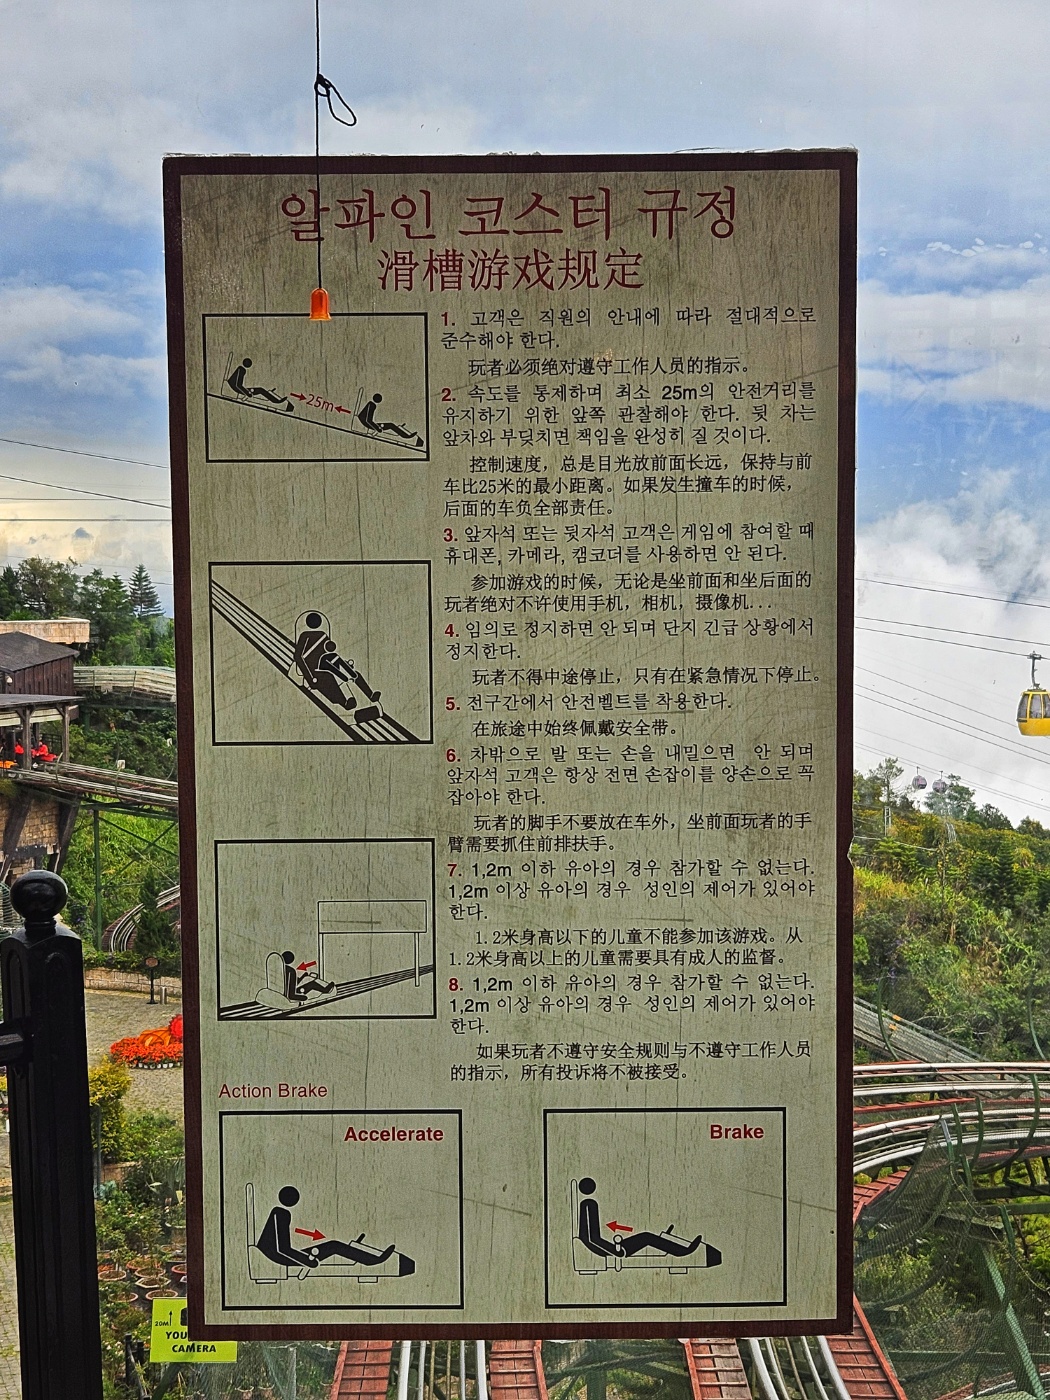 알파인 코스터 규정
滑槽游戏规定
25m
1. 고객은 직원의 안내에 따라 절대적으로
준수해야 한다.
玩者必须绝对遵守工作人员的指示。
2. 속도를 통제하며 최소 25m의 안전거리를
유지하기 위한 앞쪽 관찰해야 한다. 뒷 차는
앞차와 부딪치면 책임을 완성히 질 것이다.
控制速度，总是目光放前面长远，保持与前
车比25米的最小距离。如果发生撞车的时候，
后面的车负全部责任。
3. 앞자석 또는 뒷자석 고객은 게임에 참여할 때
휴대폰, 카메라, 캠코더를 사용하면 안 된다.
参加游戏的时候，无论是坐前面和坐后面的
玩者绝对不许使用手机，相机，摄像机...
4. 임의로 정지하면 안 되며 단지 긴급 상황에서
정지한다.
玩者不得中途停止，只有在紧急情况下停止。
5. 전구간에서 안전벨트를 착용한다.
在旅途中始终佩戴安全带。
6. 차밖으로 발 또는 손을 내밀으면 안 되며
앞자석 고객은 항상 전면 손잡이를 양손으로 꼭
잡아야 한다.
玩者的脚手不要放在车外，坐前面玩者的手
臂需要抓住前排扶手。
7. 1,2m 이하 유아의 경우 참가할 수 없는다.
1,2m 이상 유아의 경우 성인의 제어가 있어야
한다.
1.2米身高以下的儿童不能参加该游戏。从
1.2米身高以上的儿童需要具有成人的监督。
8. 1,2m 이하 유아의 경우 참가할 수 없는다.
1,2m 이상 유아의 경우 성인의 제어가 있어야
한다.
如果玩者不遵守安全规则与不遵守工作人员
的指示，所有投诉将不被接受。
Action Brake
Accelerate
Brake
20M
YOU
CAMERA